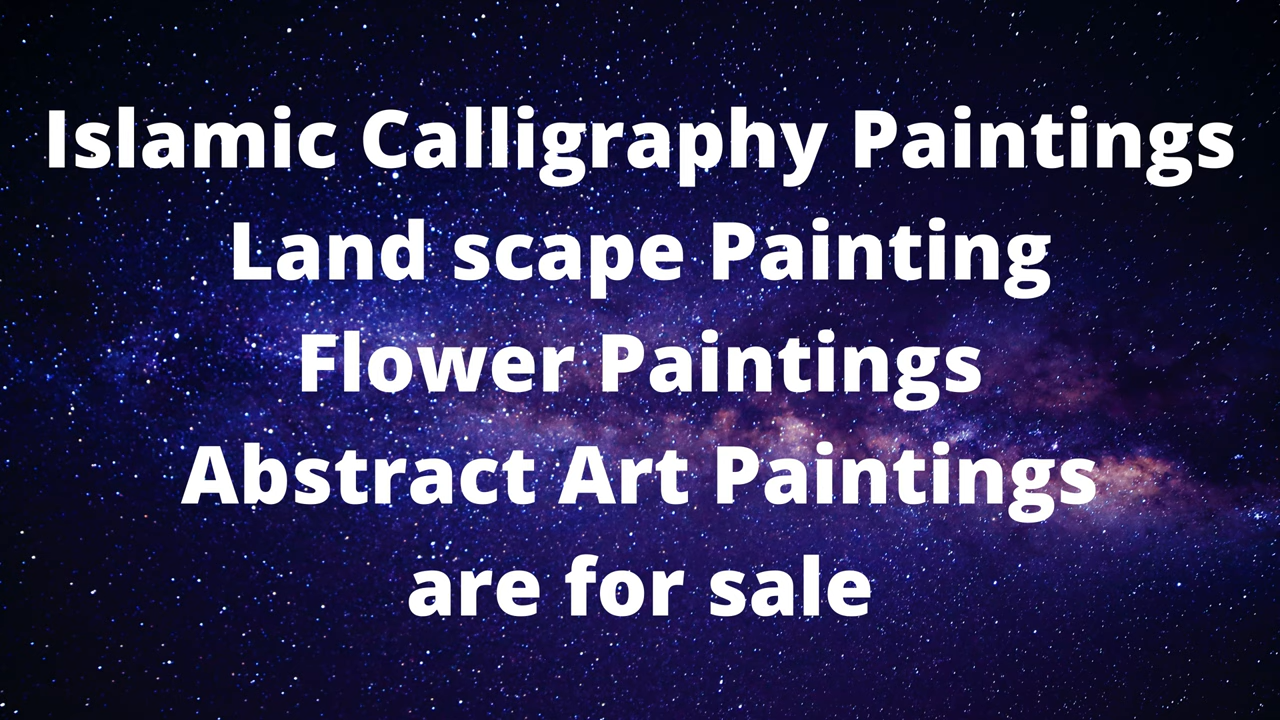 Islamic Calligraphy Paintings
Land scape Painting
Flower Paintings
Abstract Art Paintings
are for sale